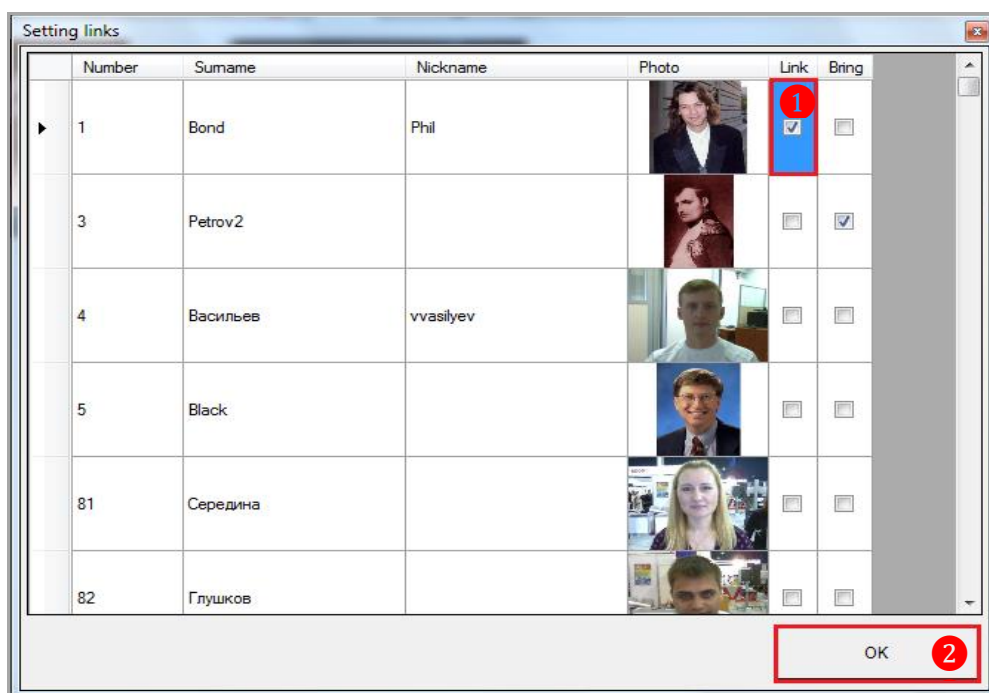 Setting links
Number Surname Nickname Photo Link Bring
1 Bond Phil 1
3 Petrov2
4 Васильев vvasilyev
5 Black
81 Середина
82 Глушков
OK 2